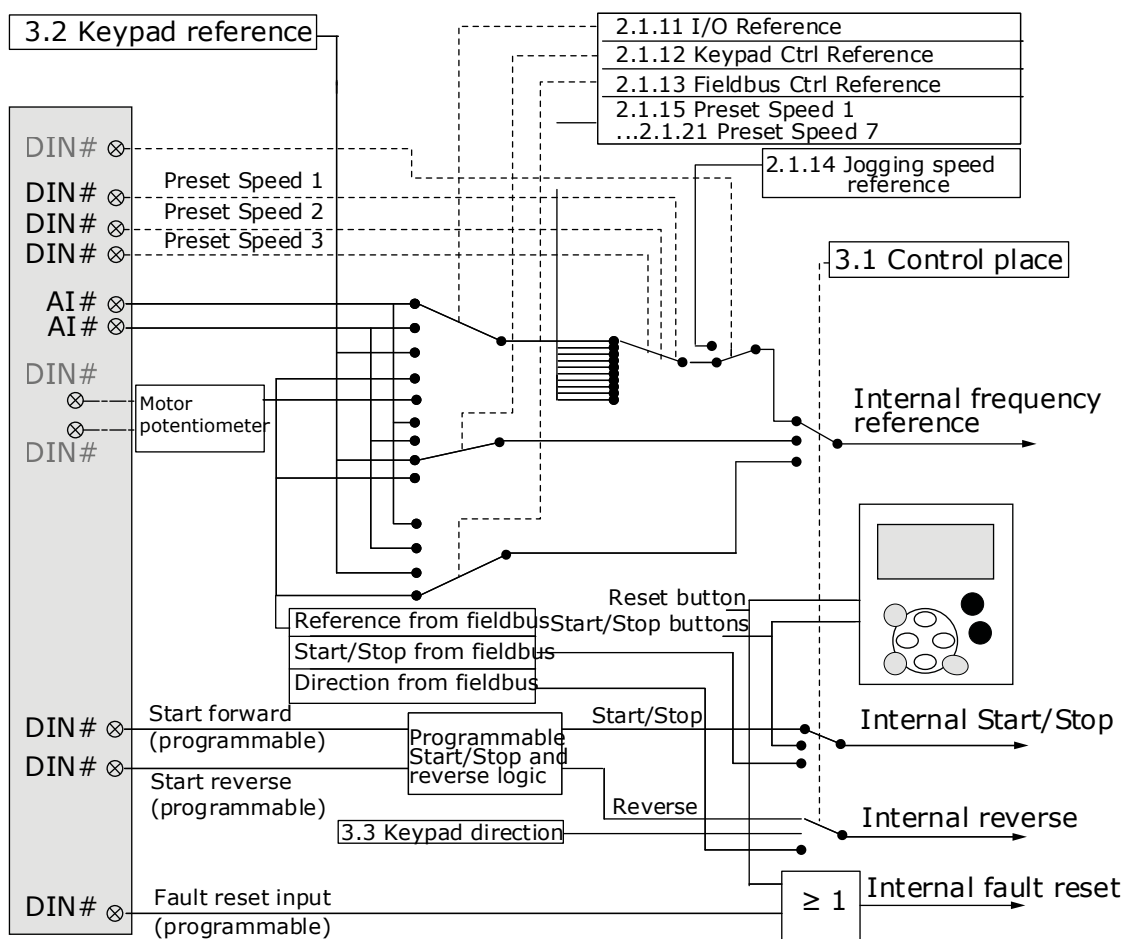 3.2 Keypad reference
2.1.11 I/O Reference
2.1.12 Keypad Ctrl Reference
2.1.13 Fieldbus Ctrl Reference
2.1.15 Preset Speed 1
...2.1.21 Preset Speed 7
2.1.14 Jogging speed
reference
3.1 Control place
DIN#
DIN#
Preset Speed 1
DIN#
Preset Speed 2
DIN#
Preset Speed 3
AI#
AI#
DIN#
Motor
potentiometer
DIN#
Internal frequency
reference
Reset button
Start/Stop buttons
Reference from fieldbus
Start/Stop from fieldbus
Direction from fieldbus
DIN#
Start forward
(programmable)
DIN#
Start reverse
(programmable)
Programmable
Start/Stop and
reverse logic
Start/Stop
Internal Start/Stop
Reverse
3.3 Keypad direction
Internal reverse
DIN#
Fault reset input
(programmable)
≥ 1
Internal fault reset